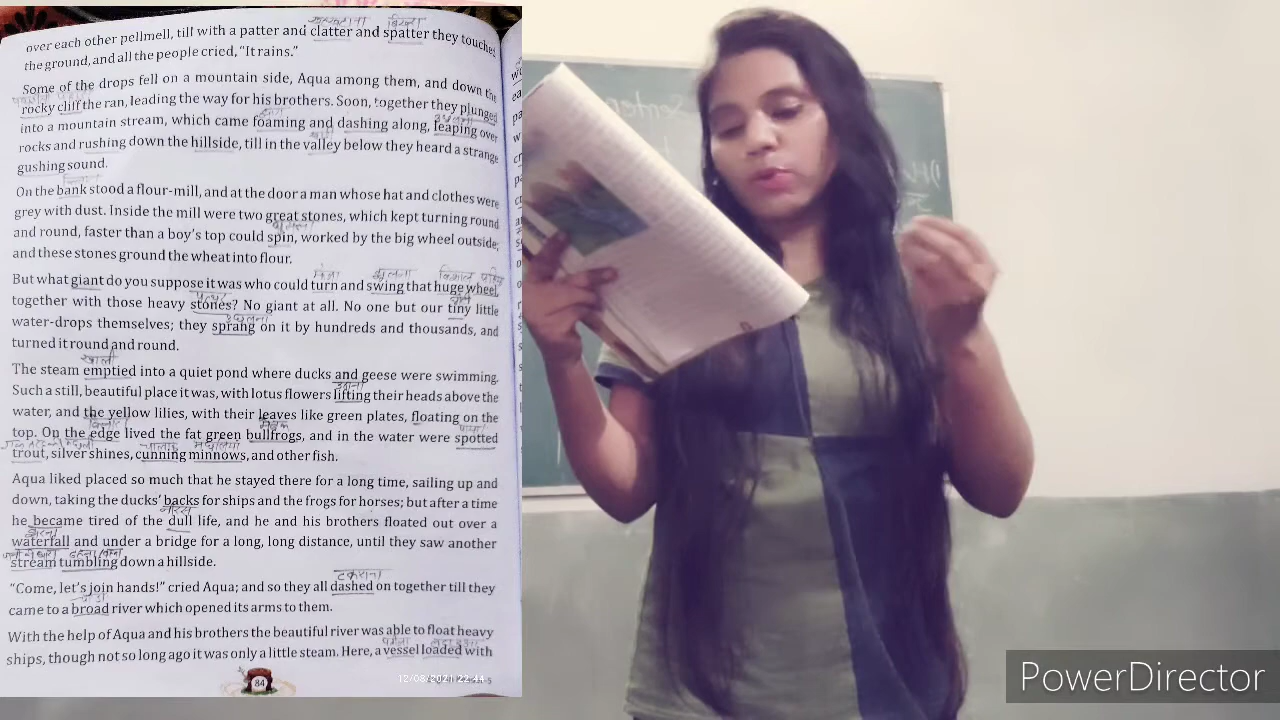 over each other pellmell, till with a patter and clatter and spatter they touched
the ground, and all the people cried, "It rains."
Some of the drops fell on a mountain side, Aqua among them, and down the
rocky cliff the ran, leading the way for his brothers. Soon, together they plunged
into a mountain stream, which came foaming and dashing along, leaping over
rocks and rushing down the hillside, till in the valley below they heard a strange
gushing sound.
On the bank stood a flour-mill, and at the door a man whose hat and clothes were
grey with dust. Inside the mill were two great stones, which kept turning round
and round, faster than a boy's top could spin, worked by the big wheel outside;
and these stones ground the wheat into flour.
But what giant do you suppose it was who could turn and swing that huge wheel,
together with those heavy stones? No giant at all. No one but our tiny little
water-drops themselves; they sprang on it by hundreds and thousands, and
turned it round and round.
खाली
The steam emptied into a quiet pond where ducks and geese were swimming.
Such a still, beautiful place it was, with lotus flowers lifting their heads above the
water, and the yellow lilies, with their leaves like green plates, floating on the
top. On the edge lived the fat green bullfrogs, and in the water were spotted
trout, silver shines, cunning minnows, and other fish.
Aqua liked placed so much that he stayed there for a long time, sailing up and
down, taking the ducks' backs for ships and the frogs for horses; but after a time
नीरस
he became tired of the dull life, and he and his brothers floated out over a
waterfall and under a bridge for a long, long distance, until they saw another
stream tumbling down a hillside.
टकराना
"Come, let's join hands!" cried Aqua; and so they all dashed on together till they
came to a broad river which opened its arms to them.
With the help of Aqua and his brothers the beautiful river was able to float heavy
ships, though not so long ago it was only a little steam. Here, a vessel loaded with
84
12/08/2021 22:44
PowerDirector